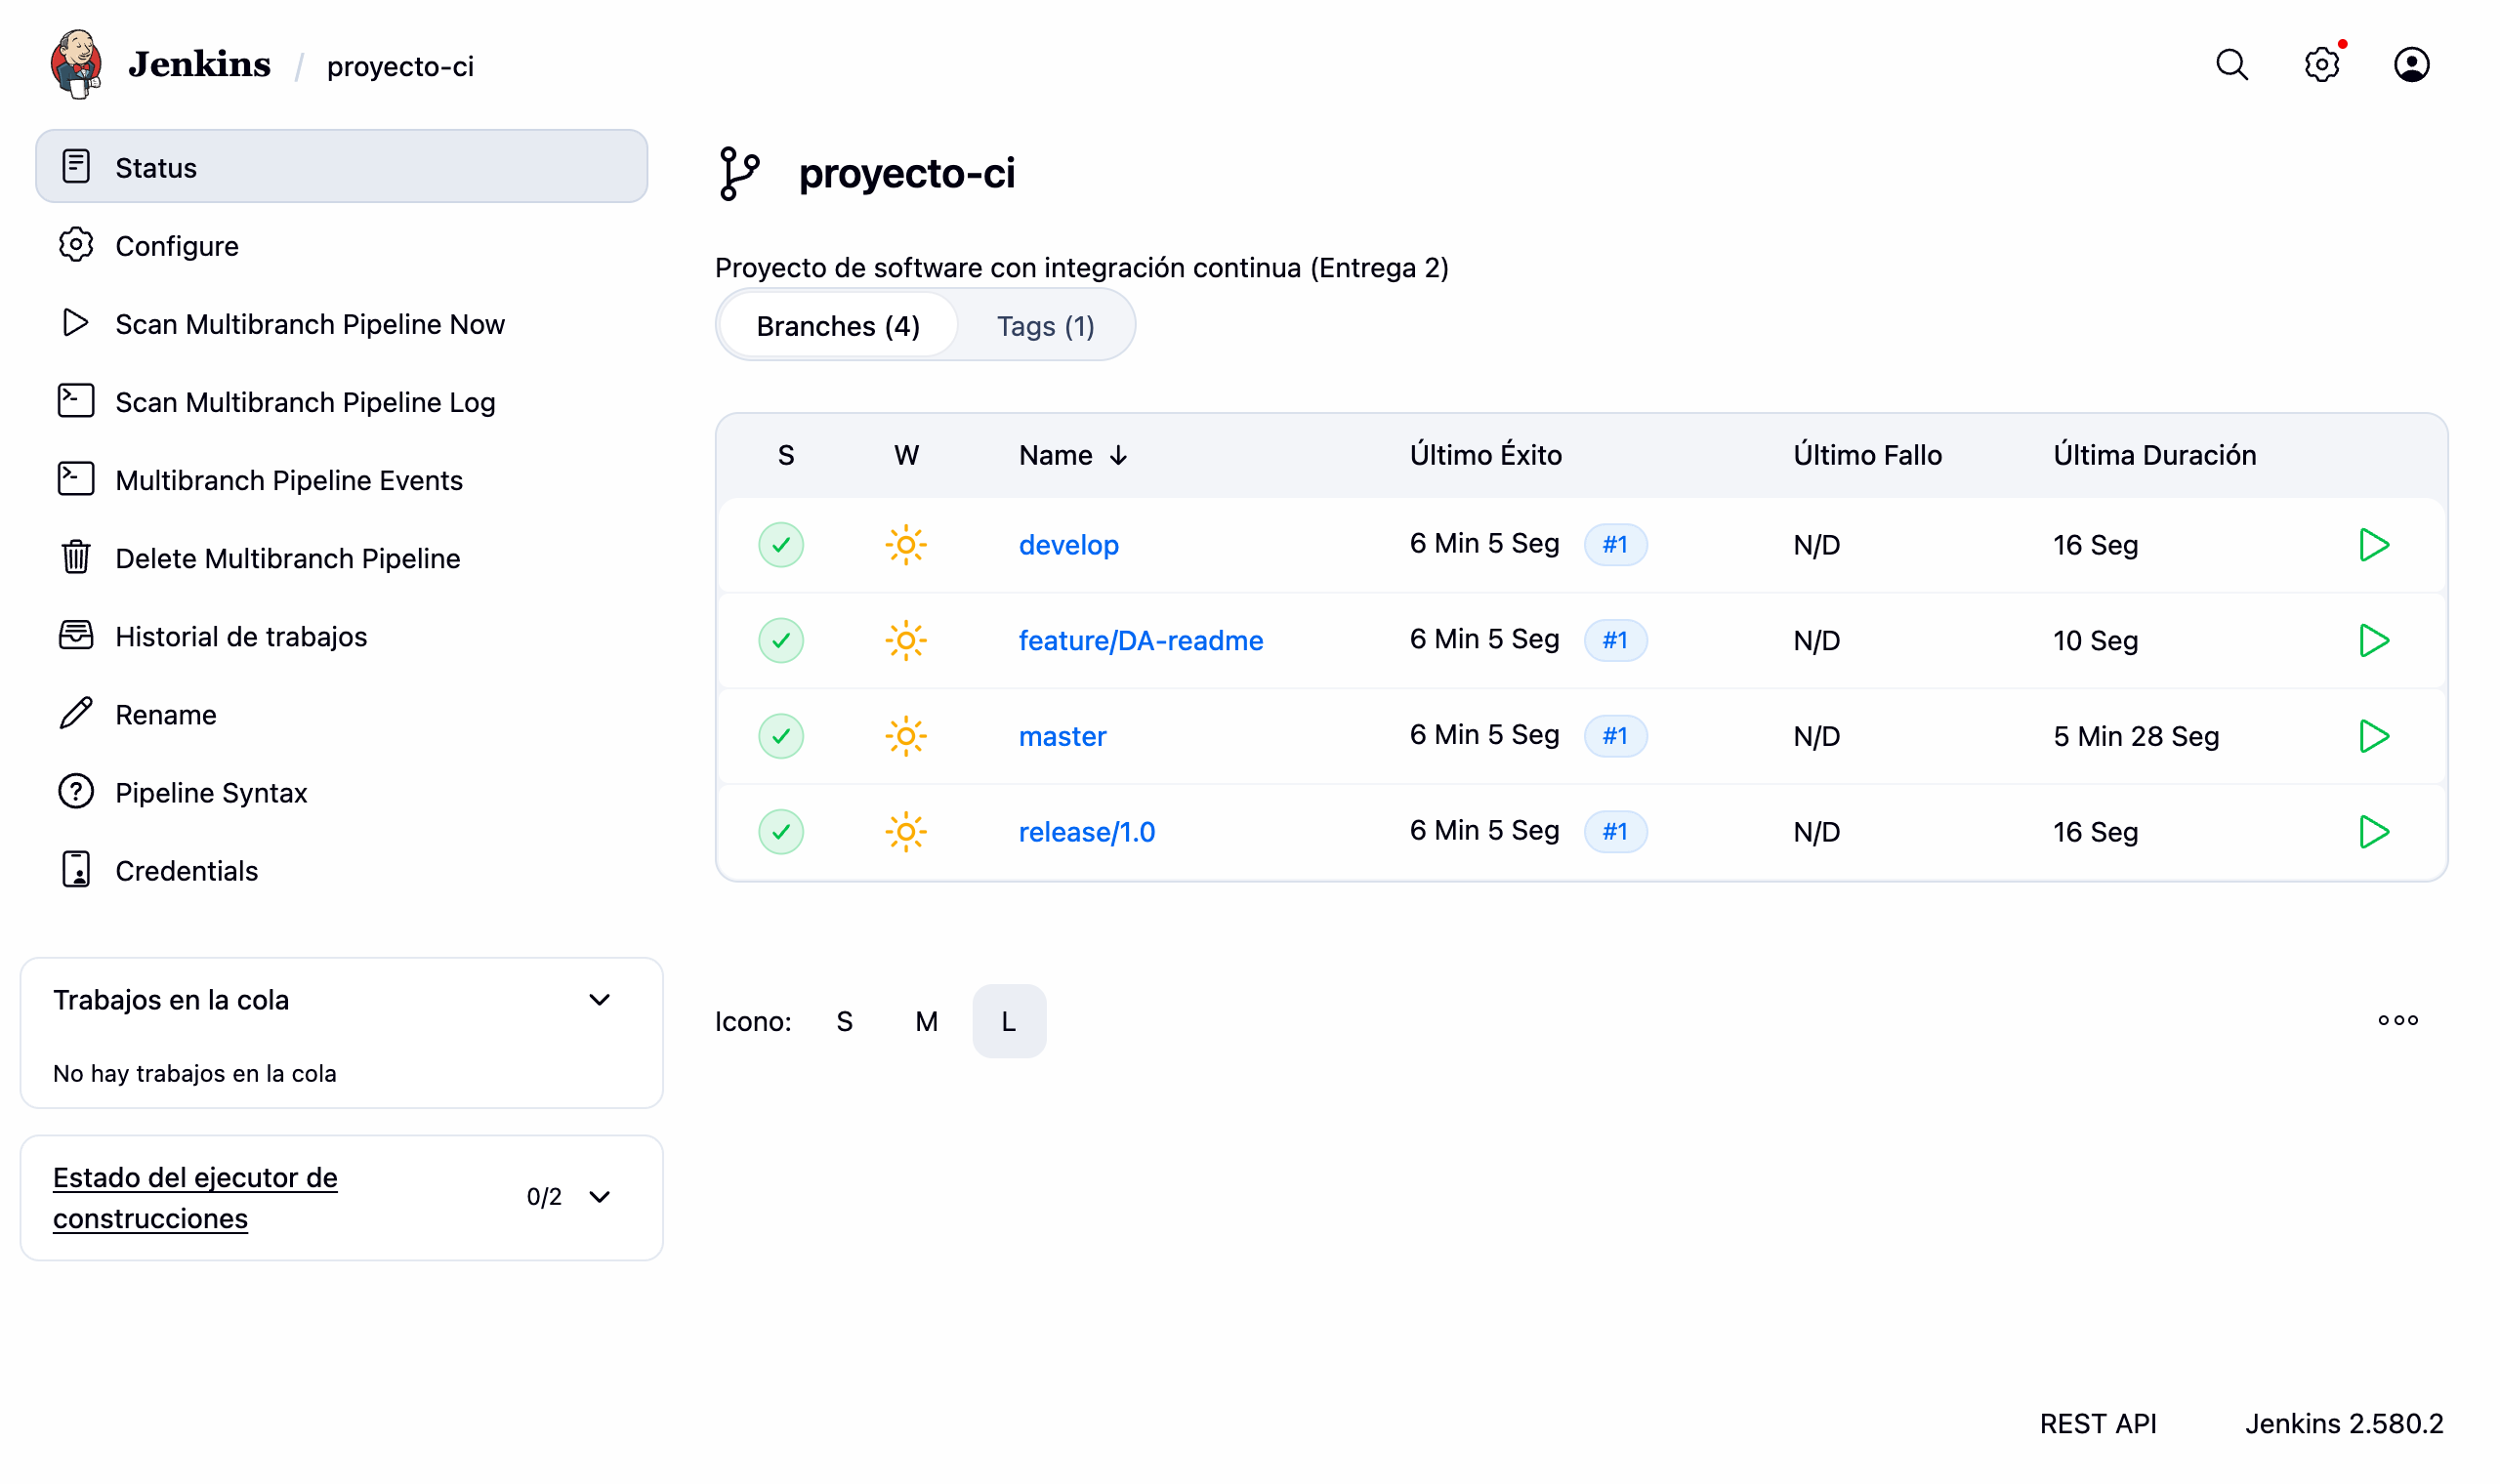 Jenkins / proyecto-ci
Status
Configure
Scan Multibranch Pipeline Now
Scan Multibranch Pipeline Log
Multibranch Pipeline Events
Delete Multibranch Pipeline
Historial de trabajos
Rename
Pipeline Syntax
Credentials
Trabajos en la cola
No hay trabajos en la cola
Estado del ejecutor de
construcciones
0/2
proyecto-ci
Proyecto de software con integración continua (Entrega 2)
Branches (4) Tags (1)
S W Name ↓ Último Éxito Último Fallo Última Duración
develop 6 Min 5 Seg #1 N/D 16 Seg
feature/DA-readme 6 Min 5 Seg #1 N/D 10 Seg
master 6 Min 5 Seg #1 N/D 5 Min 28 Seg
release/1.0 6 Min 5 Seg #1 N/D 16 Seg
Icono: S M L
REST API Jenkins 2.580.2